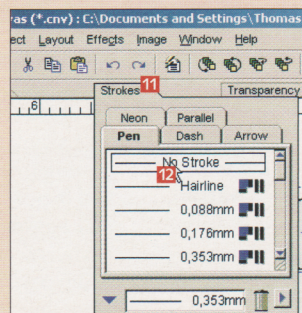 as (*.cnv) : C:\Documents and Settings\Thomas
ect Layout Effects Image Window Help
Strokes 11 Transparency
6
Neon Parallel
Pen Dash Arrow
No Stroke
12
Hairline
0,088mm
0,176mm
0,353mm
0,353mm